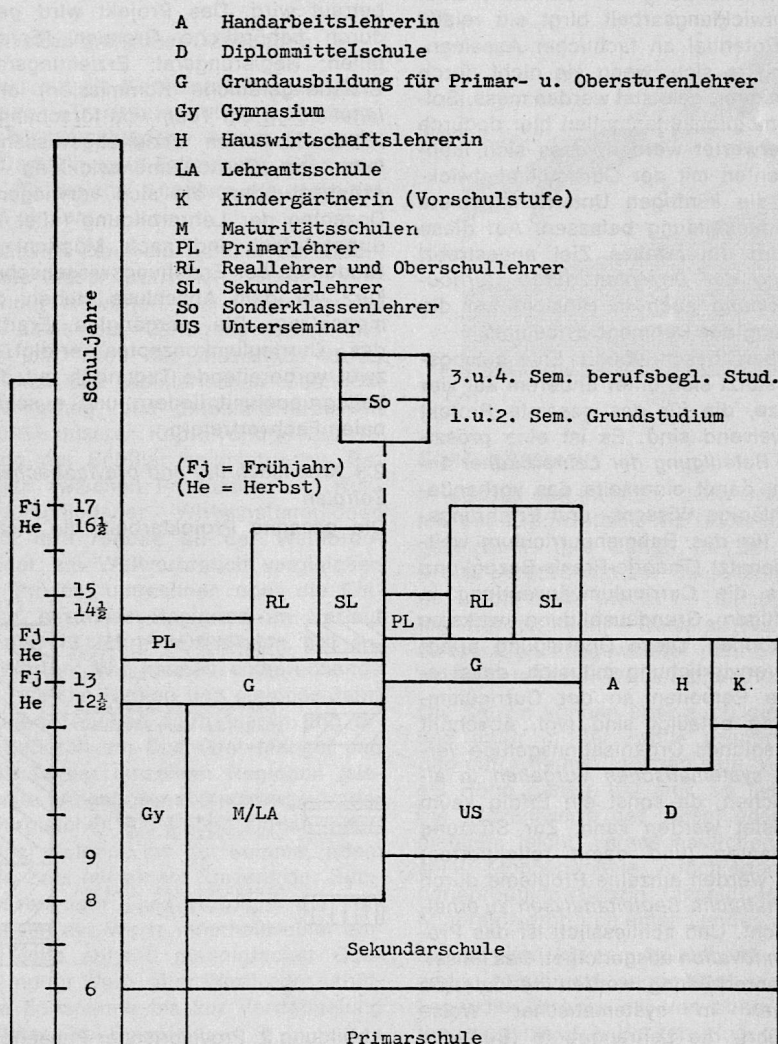 A Handarbeitslehrerin
D Diplommittelschulen
G Grundausbildung für Primar- u. Oberstufenlehrer
Gy Gymnasium
H Hauswirtschaftslehrerin
LA Lehramtsschule
K Kindergärtnerin (Vorschulstufe)
M Maturitätsschulen
PL Primarlehrer
RL Reallehrer und Oberschullehrer
SL Sekundarlehrer
So Sonderklassenlehrer
US Unterseminar
Schuljahre
3.u.4. Sem. berufsbegl. Stud.
So
1.u.2. Sem. Grundstudium
(Fj = Frühjahr)
(He = Herbst)
Fj 17
He 16½
15
14½
RL SL RL SL
Fj
He
PL PL
Fj 13
He 12½
G G A H K
Gy M/LA US D
9
8
Sekundarschule
6
Primarschule